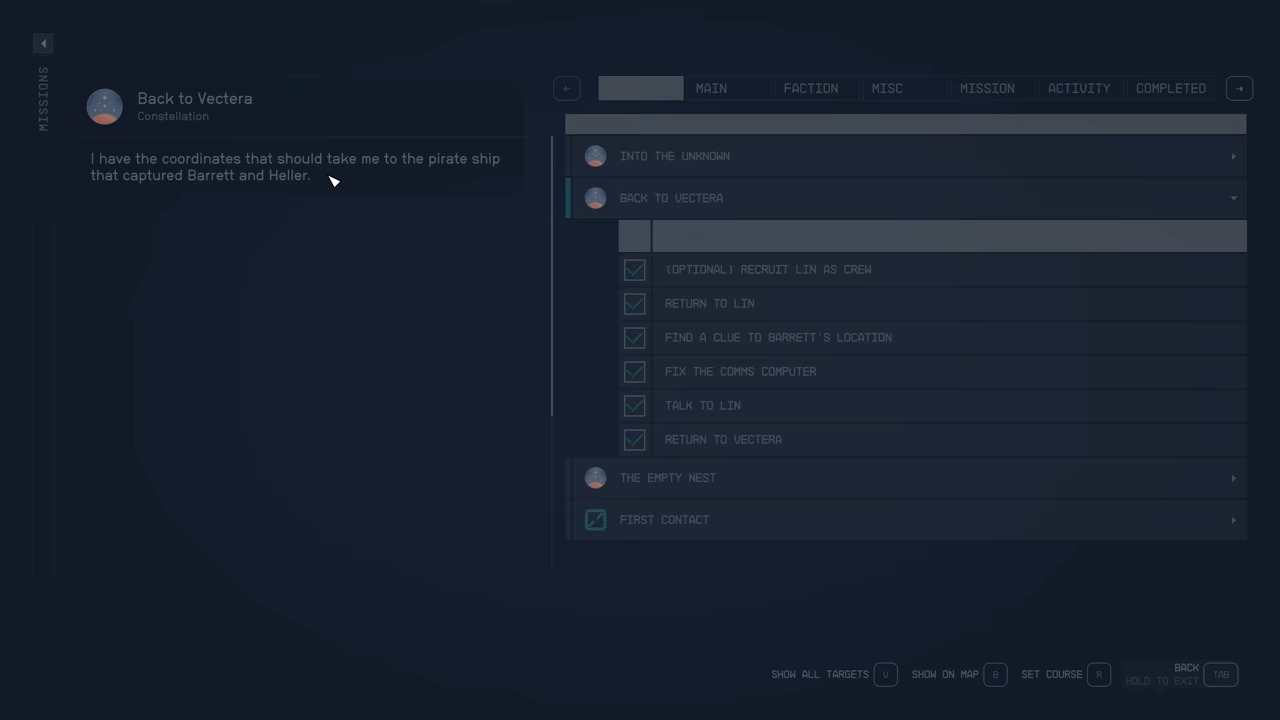 MISSIONS
Back to Vectera
Constellation
I have the coordinates that should take me to the pirate ship
that captured Barrett and Heller.
MAIN
FACTION
MISC
MISSION
ACTIVITY
COMPLETED
INTO THE UNKNOWN
BACK TO VECTERA
(OPTIONAL) RECRUIT LIN AS CREW
RETURN TO LIN
FIND A CLUE TO BARRETT'S LOCATION
FIX THE COMMS COMPUTER
TALK TO LIN
RETURN TO VECTERA
THE EMPTY NEST
FIRST CONTACT
SHOW ALL TARGETS V
SHOW ON MAP B
SET COURSE R
BACK
HOLD TO EXIT
TAB